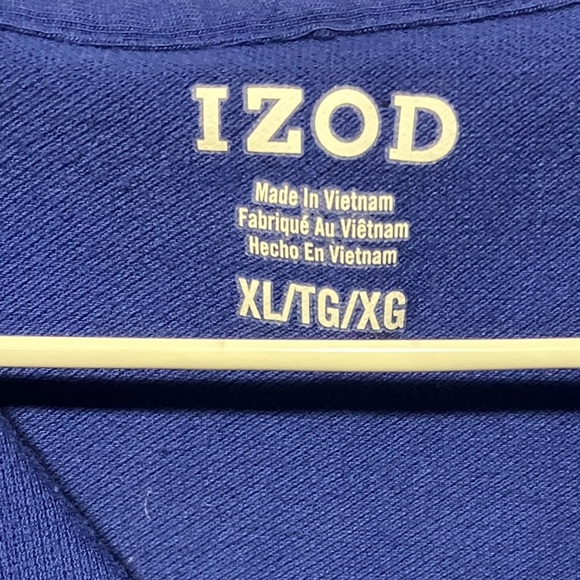 IZOD
Made In Vietnam
Fabriqué Au Viêtnam
Hecho En Vietnam
XL/TG/XG